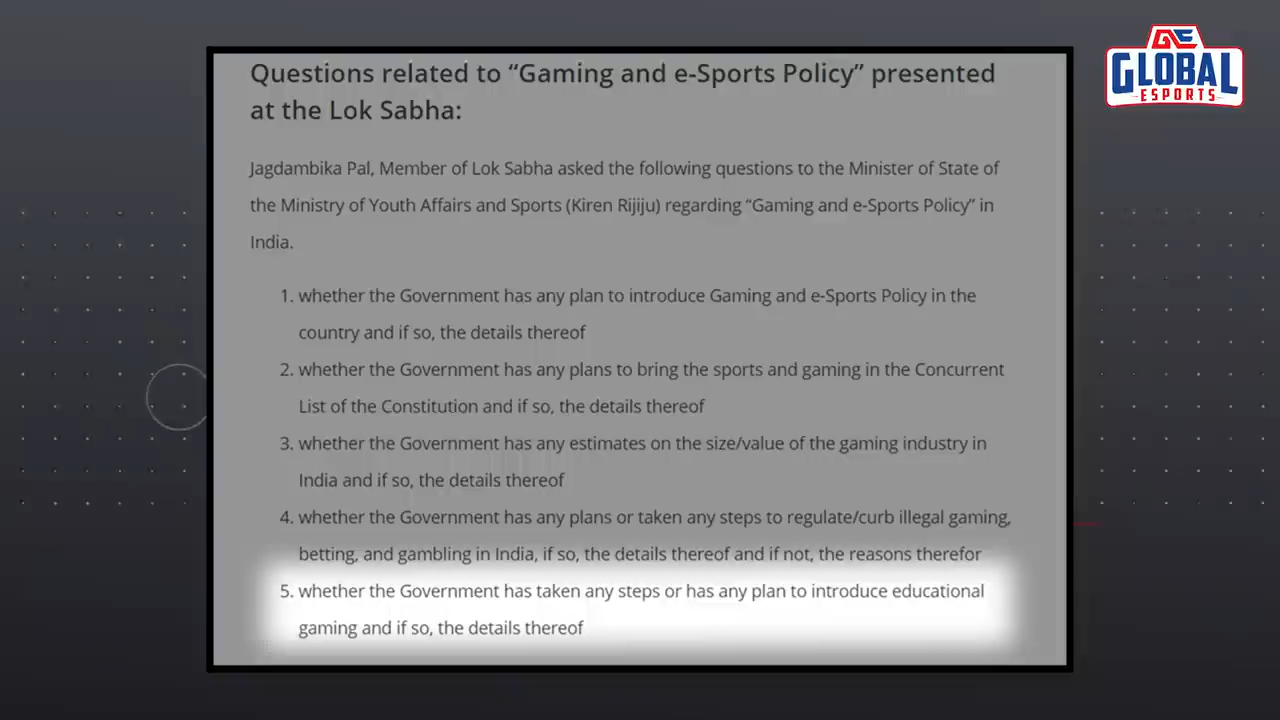 GE
GLOBAL
ESPORTS
Questions related to “Gaming and e-Sports Policy” presented
at the Lok Sabha:
Jagdambika Pal, Member of Lok Sabha asked the following questions to the Minister of State of
the Ministry of Youth Affairs and Sports (Kiren Rijiju) regarding “Gaming and e-Sports Policy” in
India.
1. whether the Government has any plan to introduce Gaming and e-Sports Policy in the
country and if so, the details thereof
2. whether the Government has any plans to bring the sports and gaming in the Concurrent
List of the Constitution and if so, the details thereof
3. whether the Government has any estimates on the size/value of the gaming industry in
India and if so, the details thereof
4. whether the Government has any plans or taken any steps to regulate/curb illegal gaming,
betting, and gambling in India, if so, the details thereof and if not, the reasons therefor
5. whether the Government has taken any steps or has any plan to introduce educational
gaming and if so, the details thereof